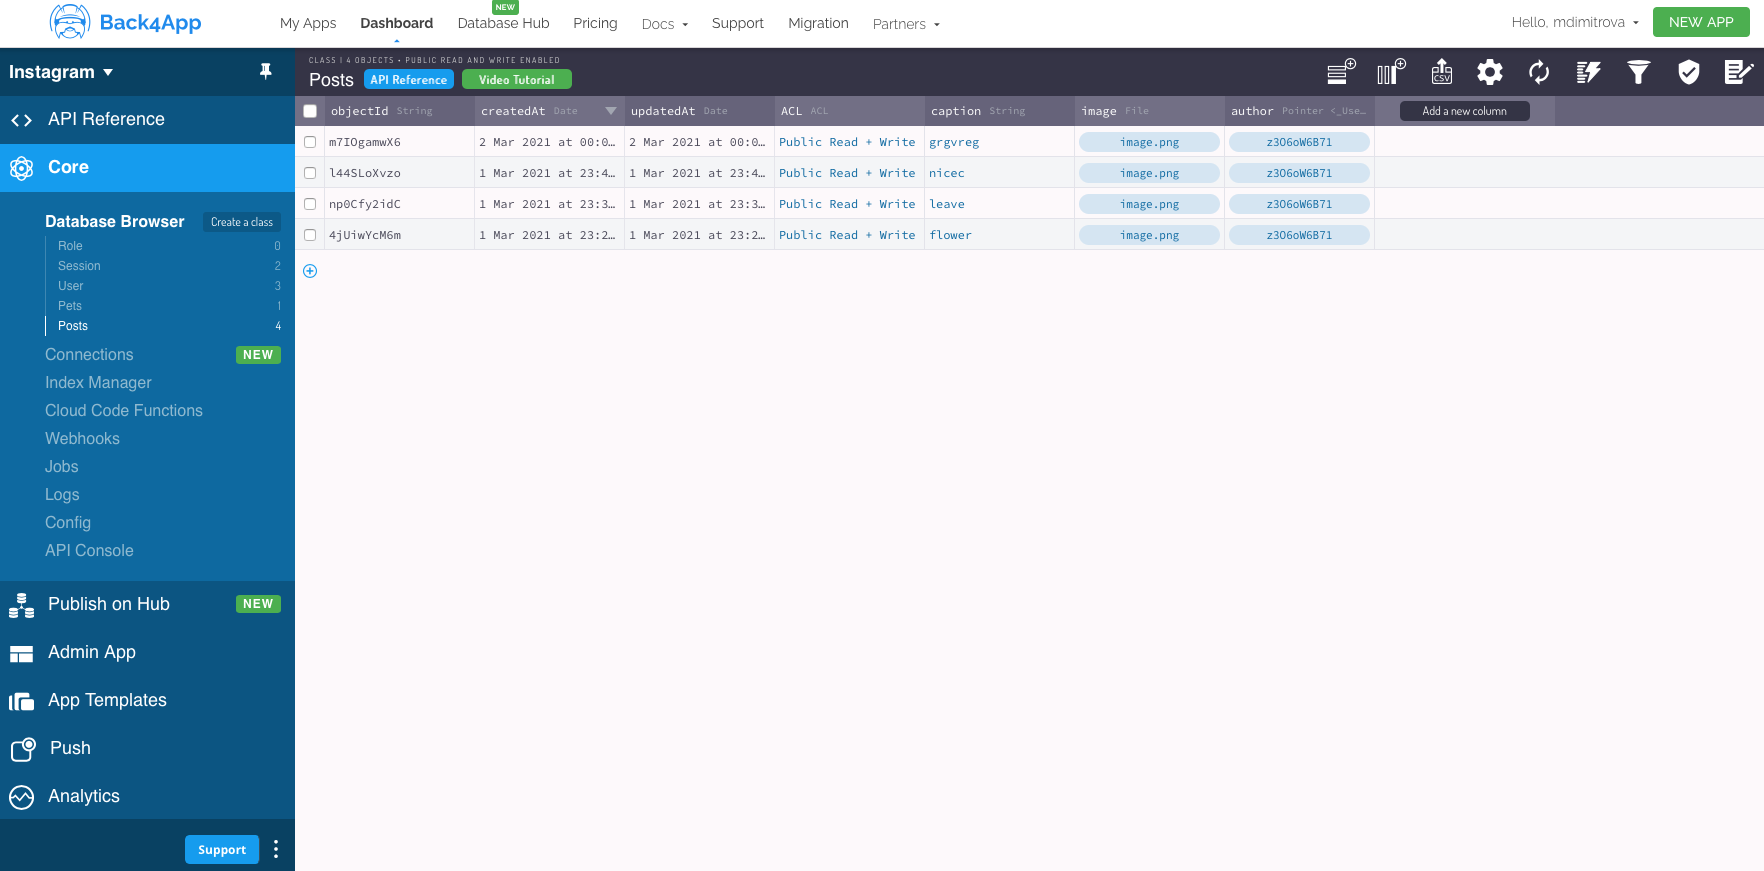 Back4App
My Apps
Dashboard
NEW
Database Hub
Pricing
Docs
Support
Migration
Partners
Hello, mdimitrova
NEW APP
Instagram
API Reference
Core
Database Browser
Create a class
Role 0
Session 2
User 3
Pets 1
Posts 4
Connections NEW
Index Manager
Cloud Code Functions
Webhooks
Jobs
Logs
Config
API Console
Publish on Hub NEW
Admin App
App Templates
Push
Analytics
Support
CLASS | 4 OBJECTS • PUBLIC READ AND WRITE ENABLED
Posts API Reference Video Tutorial
CSV
objectId String createdAt Date updatedAt Date ACL ACL caption String image File author Pointer <_Use… Add a new column
m7IOgamwX6 2 Mar 2021 at 00:0… 2 Mar 2021 at 00:0… Public Read + Write grgvreg image.png z3O6oW6B71
l44SLoXvzo 1 Mar 2021 at 23:4… 1 Mar 2021 at 23:4… Public Read + Write nicec image.png z3O6oW6B71
np0Cfy2idC 1 Mar 2021 at 23:3… 1 Mar 2021 at 23:3… Public Read + Write leave image.png z3O6oW6B71
4jUiwYcM6m 1 Mar 2021 at 23:2… 1 Mar 2021 at 23:2… Public Read + Write flower image.png z3O6oW6B71